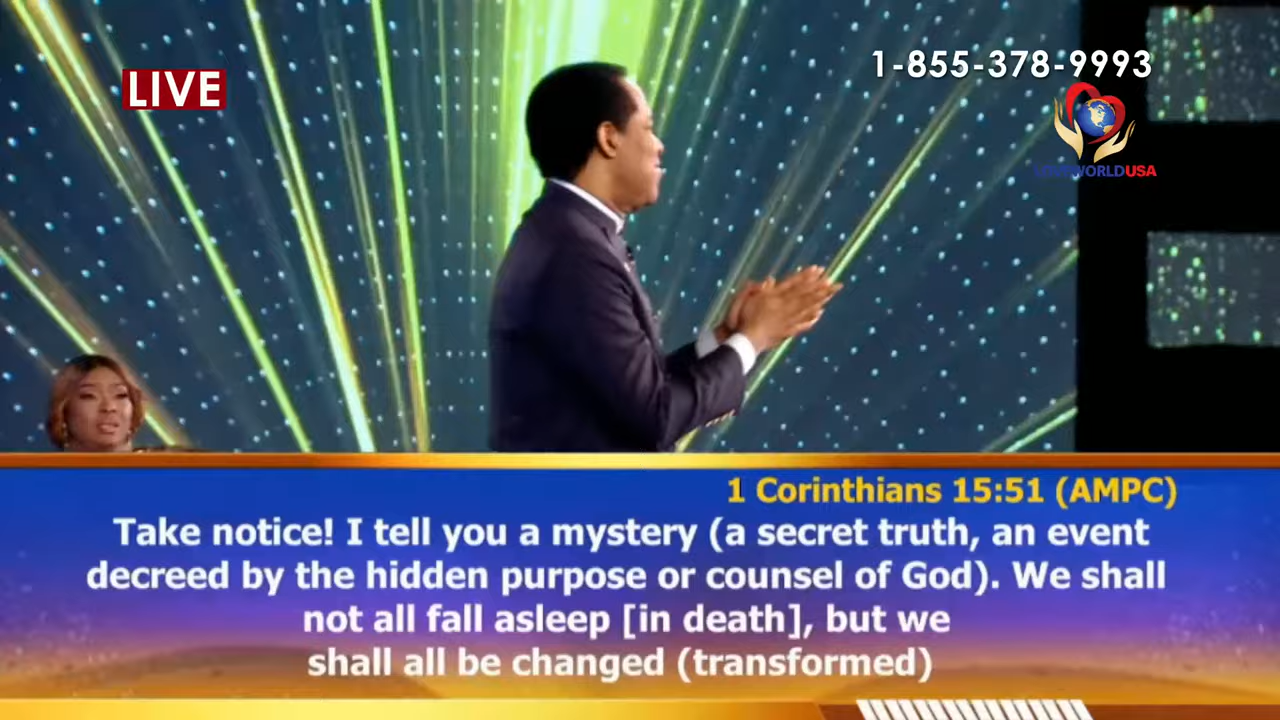 1-855-378-9993
LIVE
WORLDUSA
1 Corinthians 15:51 (AMPC)
Take notice! I tell you a mystery (a secret truth, an event
decreed by the hidden purpose or counsel of God). We shall
not all fall asleep [in death], but we
shall all be changed (transformed)